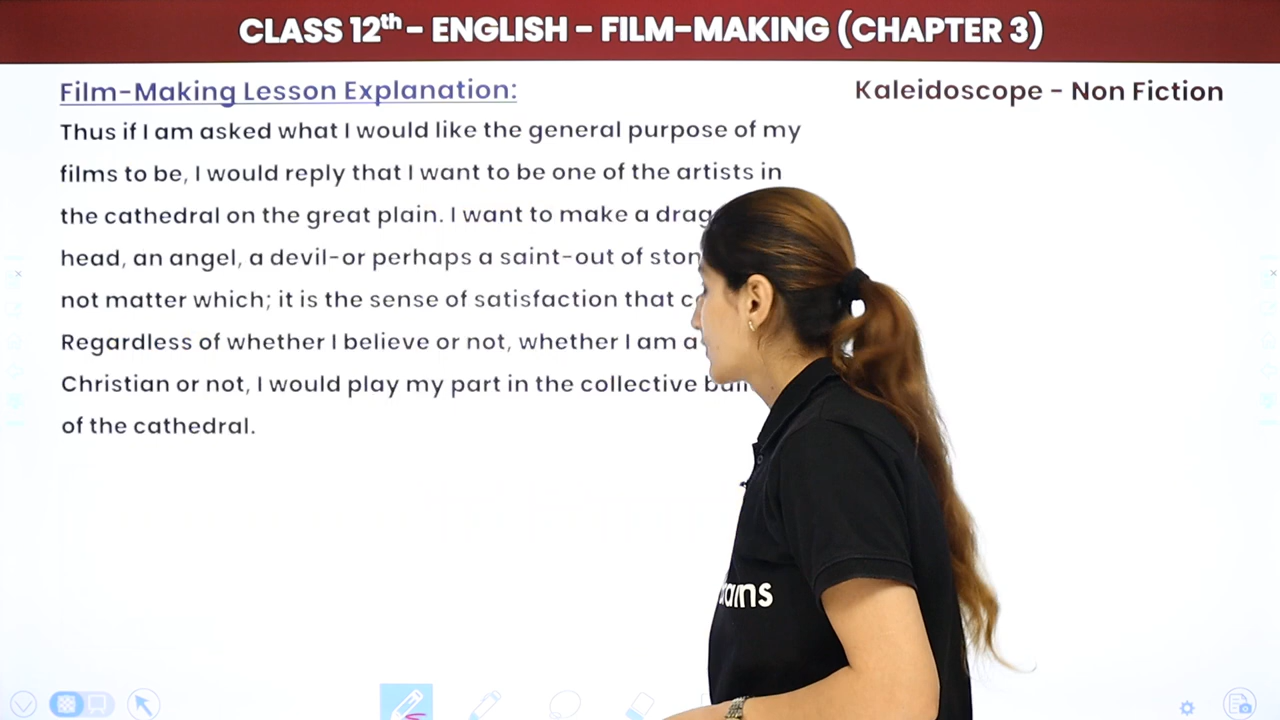 CLASS 12th - ENGLISH - FILM-MAKING (CHAPTER 3)
Film-Making Lesson Explanation:
Kaleidoscope - Non Fiction
Thus if I am asked what I would like the general purpose of my
films to be, I would reply that I want to be one of the artists in
the cathedral on the great plain. I want to make a
head, an angel, a devil-or perhaps a saint-out of
not matter which; it is the sense of satisfaction that
Regardless of whether I believe or not, whether I am a
Christian or not, I would play my part in the collective
of the cathedral.